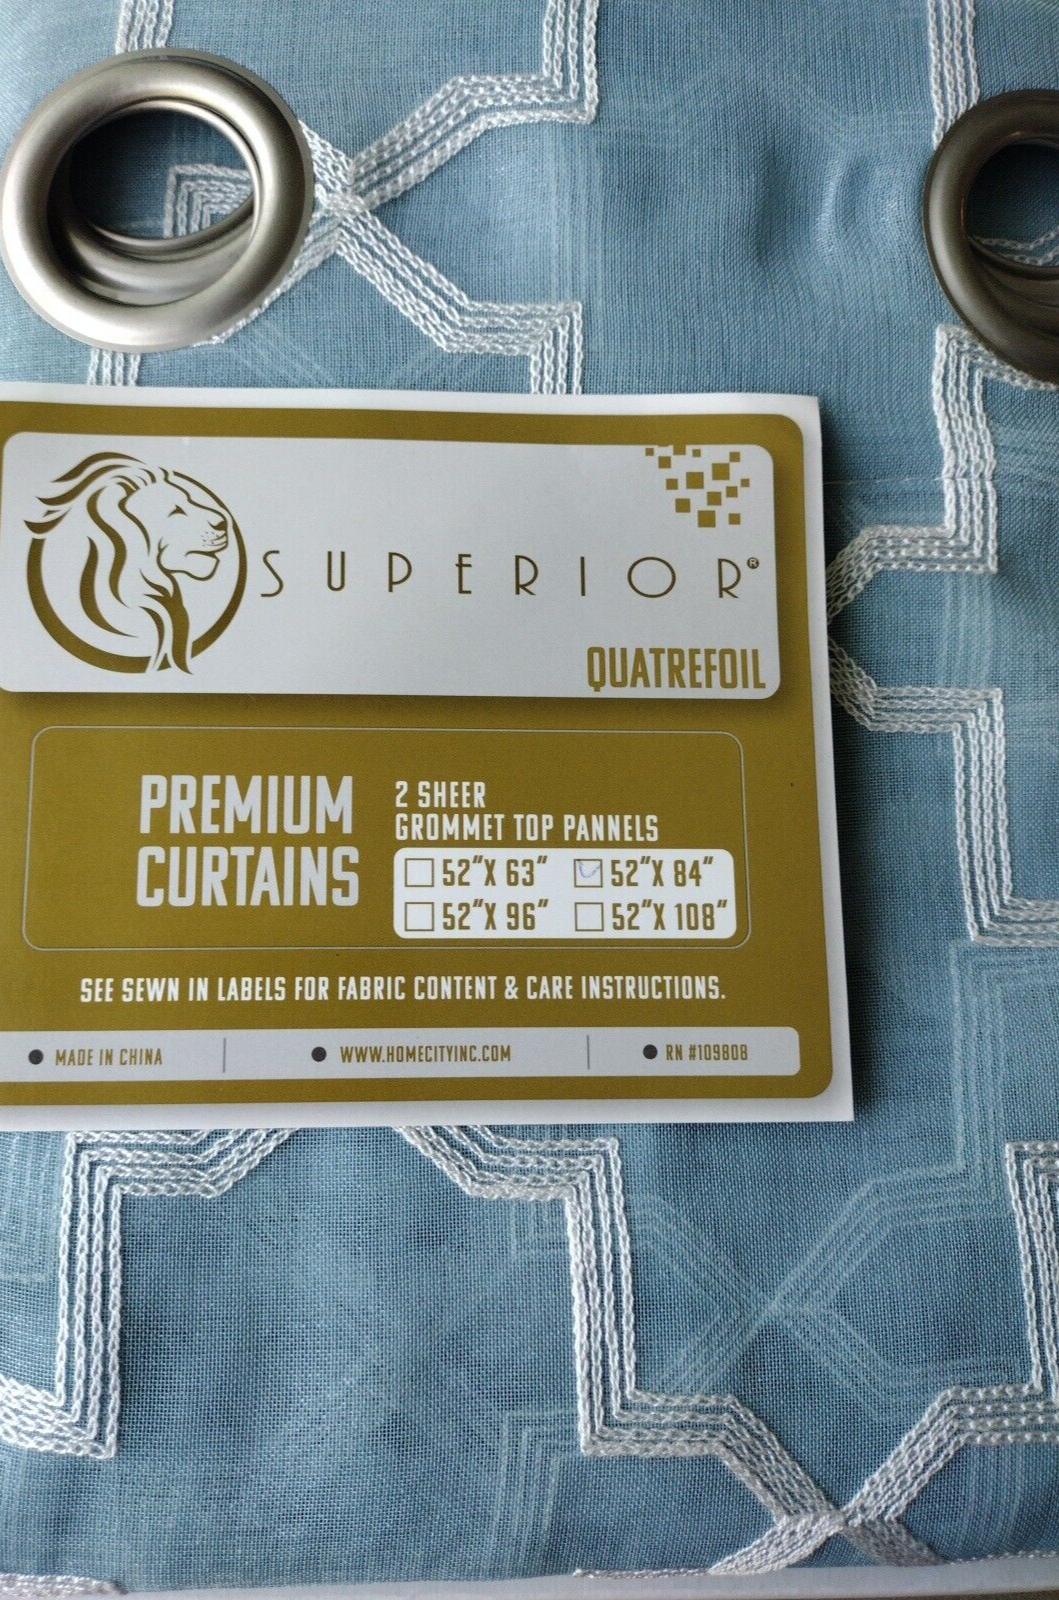 SUPERIOR®
QUATREFOIL
PREMIUM
CURTAINS
2 SHEER
GROMMET TOP PANNELS
52"X 63" 52"X 84"
52"X 96" 52"X 108"
SEE SEWN IN LABELS FOR FABRIC CONTENT & CARE INSTRUCTIONS.
MADE IN CHINA WWW.HOMECITYINC.COM RN #109808